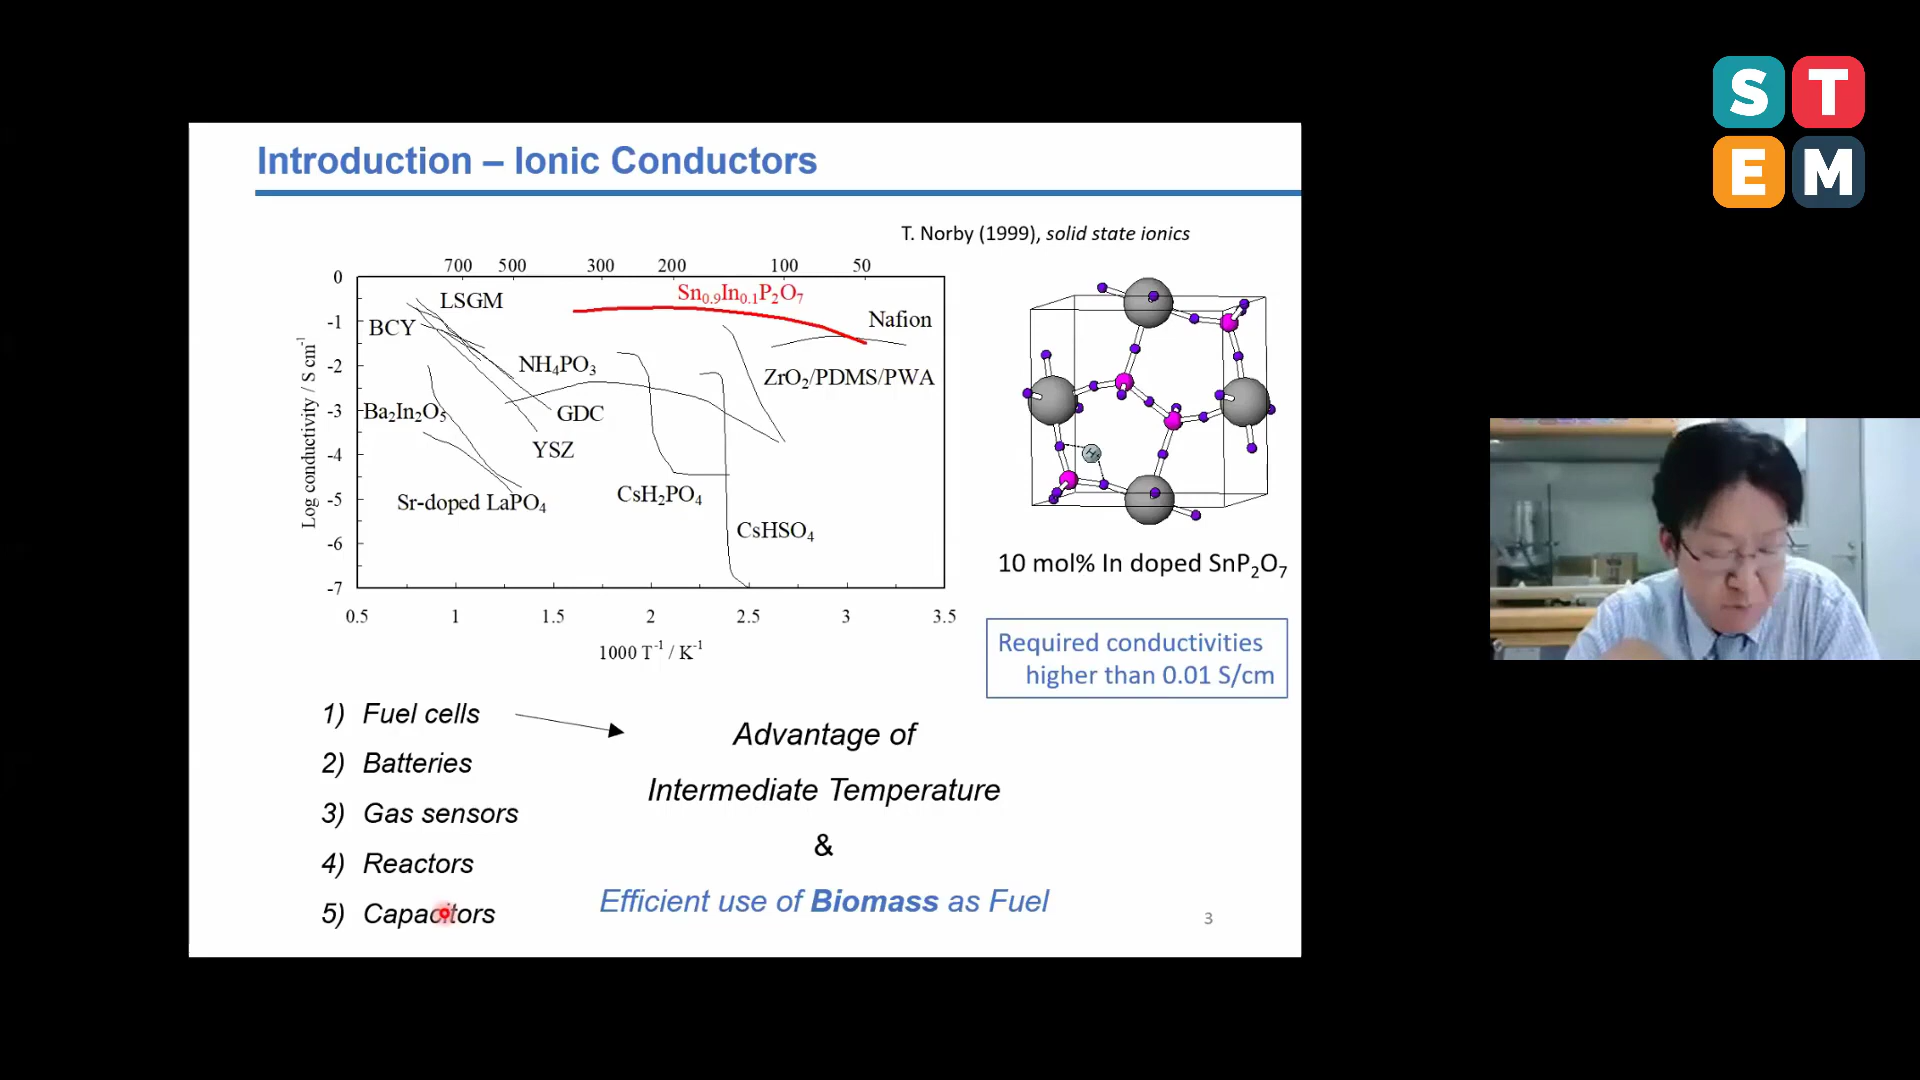 S T
E M
Introduction – Ionic Conductors
T. Norby (1999), solid state ionics
700 500 300 200 100 50
0
-1
-2
-3
-4
-5
-6
-7
Log conductivity / S cm⁻¹
LSGM
BCY
Sn₀.₉In₀.₁P₂O₇
Nafion
NH₄PO₃
ZrO₂/PDMS/PWA
Ba₂In₂O₅
GDC
YSZ
Sr-doped LaPO₄
CsH₂PO₄
CsHSO₄
0.5 1 1.5 2 2.5 3 3.5
1000 T⁻¹ / K⁻¹
H
10 mol% In doped SnP₂O₇
Required conductivities
higher than 0.01 S/cm
1) Fuel cells
2) Batteries
3) Gas sensors
4) Reactors
5) Capacitors
Advantage of
Intermediate Temperature
&
Efficient use of Biomass as Fuel
3